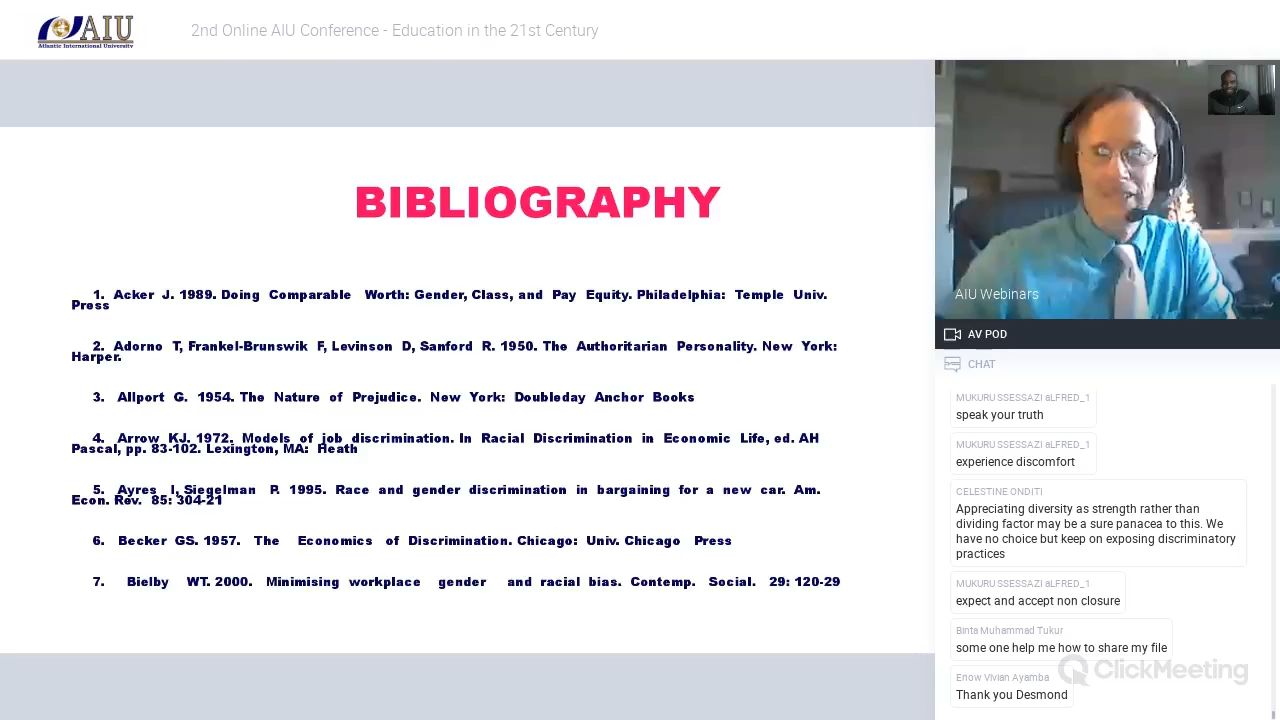 AIU
Atlantic International University
2nd Online AIU Conference - Education in the 21st Century
BIBLIOGRAPHY
1. Acker J. 1989. Doing Comparable Worth: Gender, Class, and Pay Equity. Philadelphia: Temple Univ.
Press
2. Adorno T, Frankel-Brunswik F, Levinson D, Sanford R. 1950. The Authoritarian Personality. New York:
Harper.
3. Allport G. 1954. The Nature of Prejudice. New York: Doubleday Anchor Books
4. Arrow KJ. 1972. Models of job discrimination. In Racial Discrimination in Economic Life, ed. AH
Pascal, pp. 83-102. Lexington, MA: Heath
5. Ayres I, Siegelman P. 1995. Race and gender discrimination in bargaining for a new car. Am.
Econ. Rev. 85: 304-21
6. Becker GS. 1957. The Economics of Discrimination. Chicago: Univ. Chicago Press
7. Bielby WT. 2000. Minimising workplace gender and racial bias. Contemp. Social. 29: 120-29
AIU Webinars
AV POD
CHAT
MUKURU SSESSAZI aLFRED_1
speak your truth
MUKURU SSESSAZI aLFRED_1
experience discomfort
CELESTINE ONDITI
Appreciating diversity as strength rather than
dividing factor may be a sure panacea to this. We
have no choice but keep on exposing discriminatory
practices
MUKURU SSESSAZI aLFRED_1
expect and accept non closure
Binta Muhammad Tukur
some one help me how to share my file
Enow Vivian Ayamba
Thank you Desmond
ClickMeeting